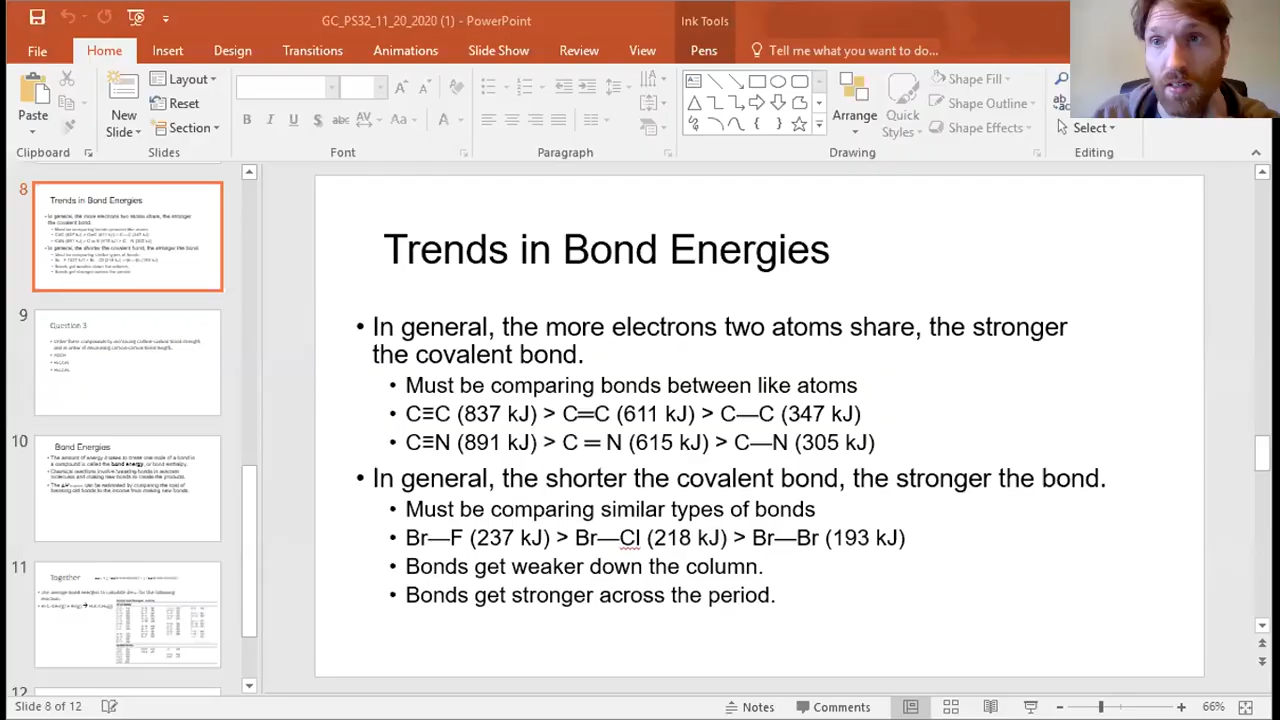 GC_PS32_11_20_2020 (1) - PowerPoint
Ink Tools
File
Home
Insert
Design
Transitions
Animations
Slide Show
Review
View
Pens
Tell me what you want to do...
Paste
New
Slide
Layout
Reset
Section
B I U S abc AV Aa A
Arrange
Quick
Styles
Shape Fill
Shape Outline
Shape Effects
Select
Clipboard
Slides
Font
Paragraph
Drawing
Editing
8
Trends in Bond Energies
9
Question 3
10
Bond Energies
11
Together
12
Trends in Bond Energies
• In general, the more electrons two atoms share, the stronger
the covalent bond.
• Must be comparing bonds between like atoms
• C≡C (837 kJ) > C═C (611 kJ) > C—C (347 kJ)
• C≡N (891 kJ) > C ═ N (615 kJ) > C—N (305 kJ)
• In general, the shorter the covalent bond, the stronger the bond.
• Must be comparing similar types of bonds
• Br—F (237 kJ) > Br—Cl (218 kJ) > Br—Br (193 kJ)
• Bonds get weaker down the column.
• Bonds get stronger across the period.
Slide 8 of 12
Notes
Comments
66%